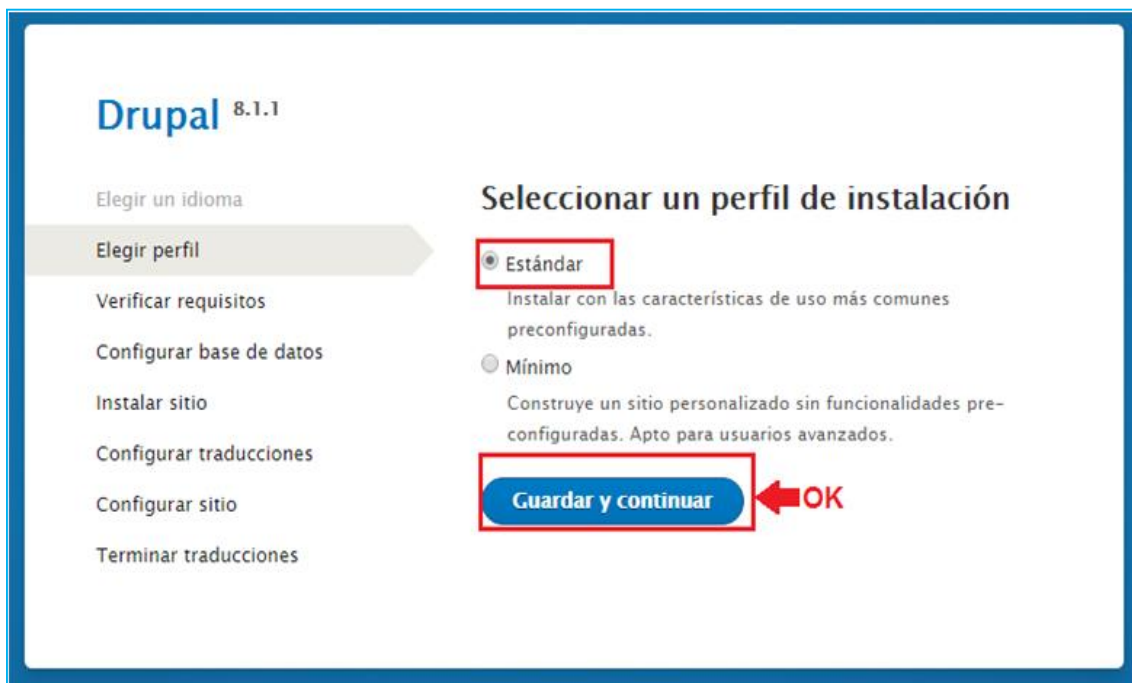 Drupal 8.1.1
Elegir un idioma
Elegir perfil
Verificar requisitos
Configurar base de datos
Instalar sitio
Configurar traducciones
Configurar sitio
Terminar traducciones
Seleccionar un perfil de instalación
Estándar
Instalar con las características de uso más comunes
preconfiguradas.
Mínimo
Construye un sitio personalizado sin funcionalidades pre-
configuradas. Apto para usuarios avanzados.
Guardar y continuar
OK